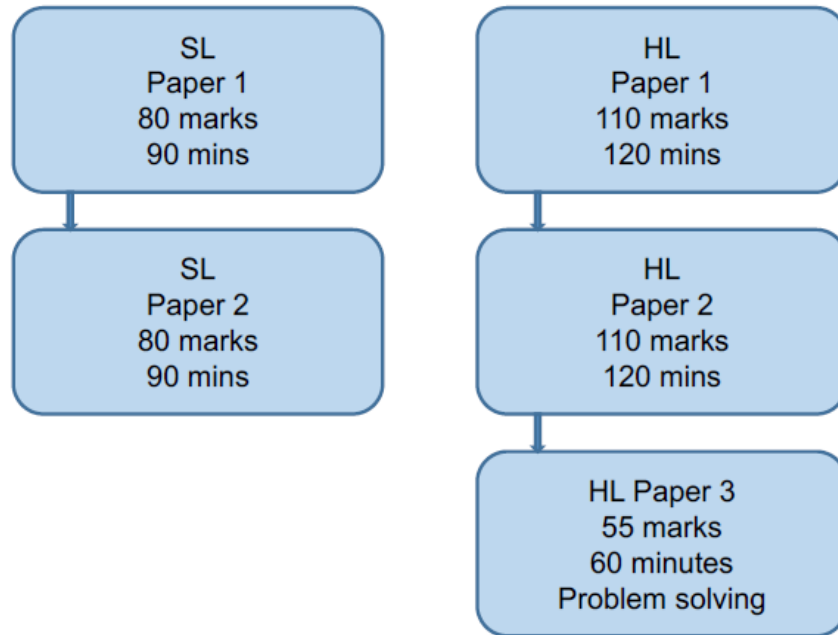 SL
Paper 1
80 marks
90 mins
SL
Paper 2
80 marks
90 mins
HL
Paper 1
110 marks
120 mins
HL
Paper 2
110 marks
120 mins
HL Paper 3
55 marks
60 minutes
Problem solving